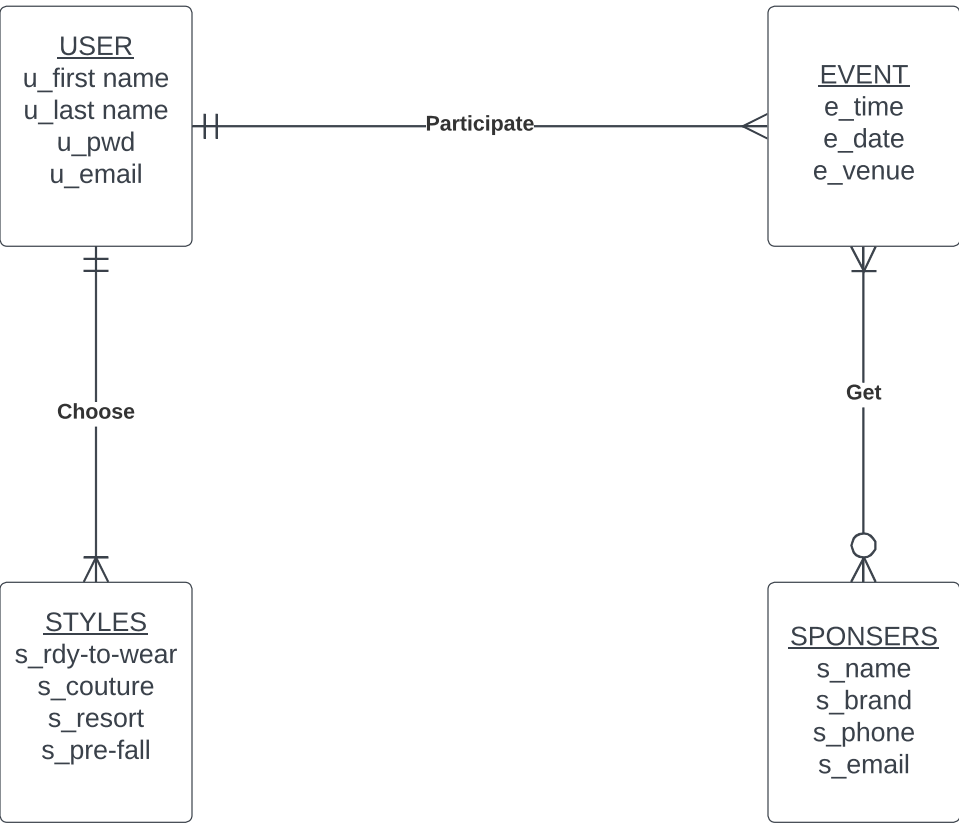 USER
u_first name
u_last name
u_pwd
u_email
Participate
EVENT
e_time
e_date
e_venue
Choose
Get
STYLES
s_rdy-to-wear
s_couture
s_resort
s_pre-fall
SPONSERS
s_name
s_brand
s_phone
s_email